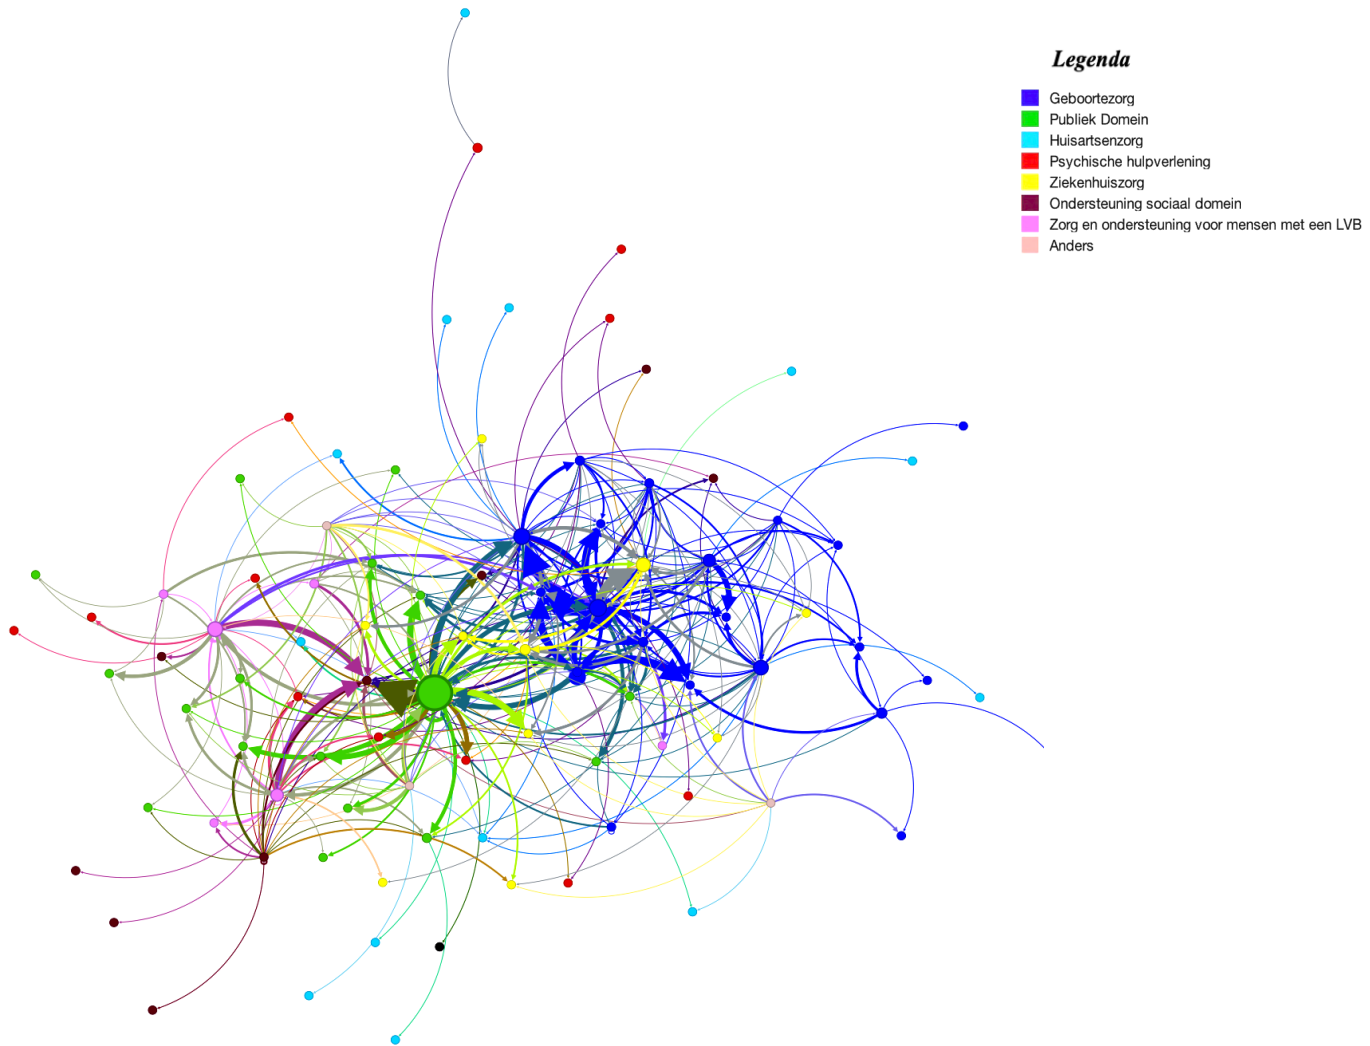 Legenda
Geboortezorg
Publiek Domein
Huisartsenzorg
Psychische hulpverlening
Ziekenhuiszorg
Ondersteuning sociaal domein
Zorg en ondersteuning voor mensen met een LVB
Anders